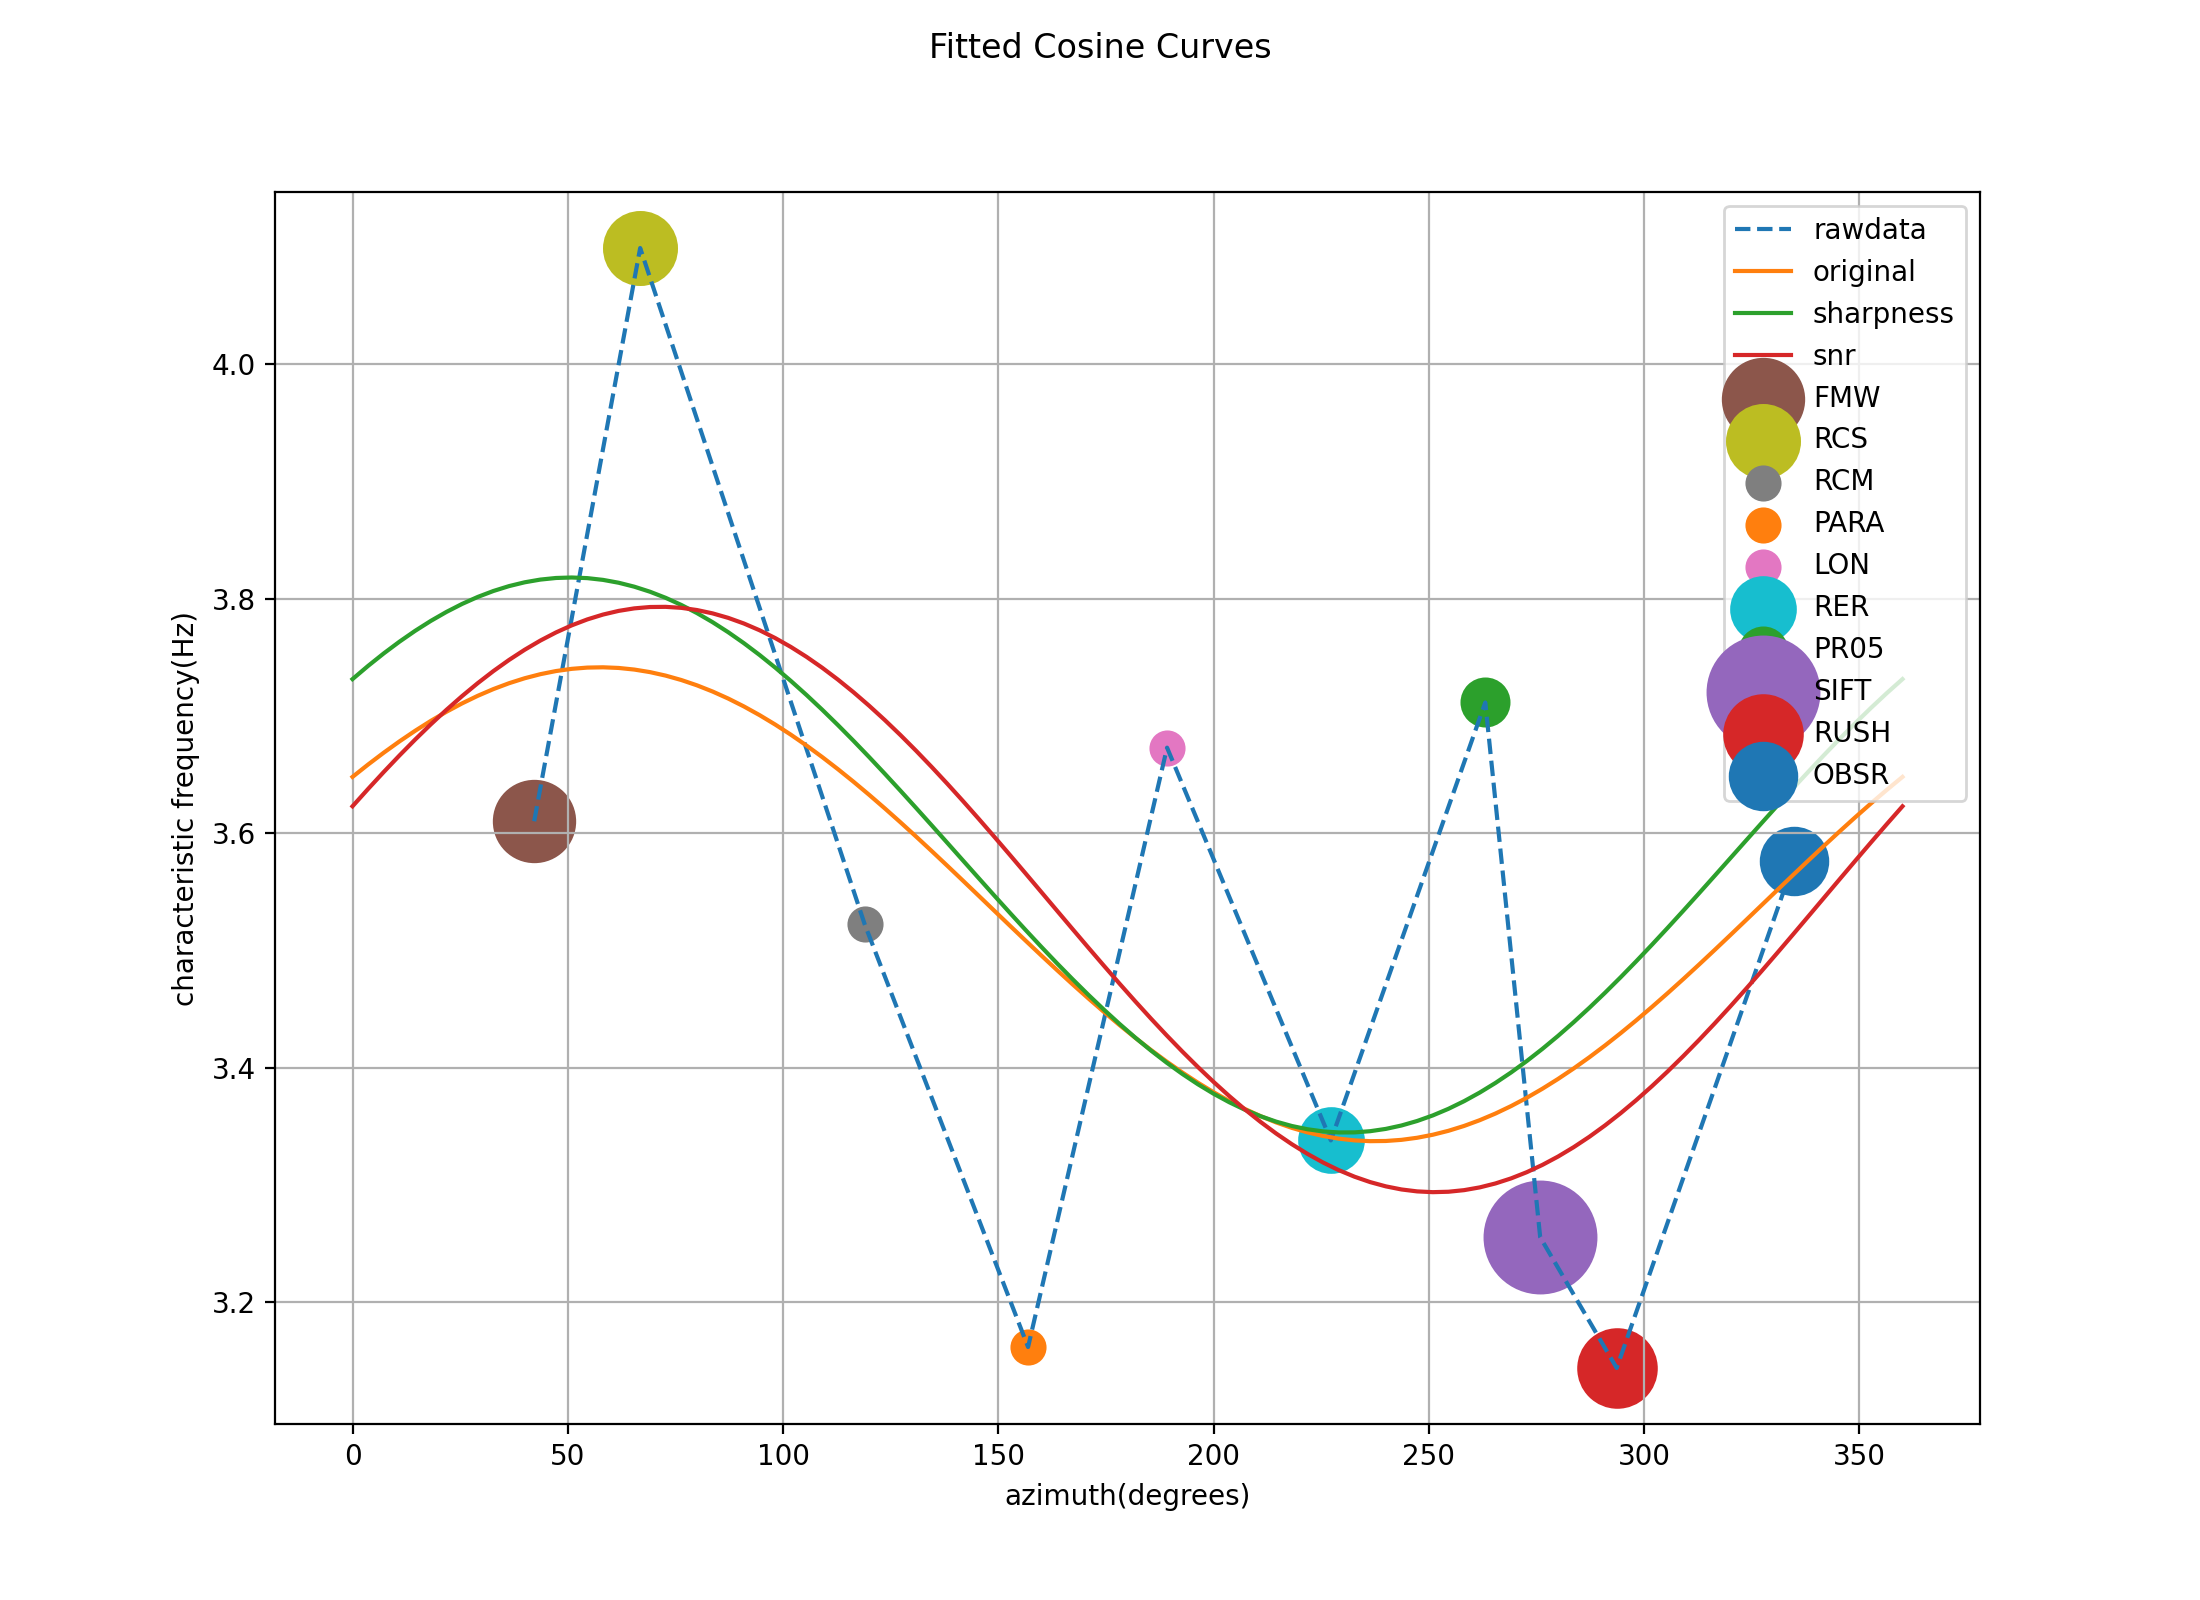 Fitted Cosine Curves
rawdata
original
sharpness
snr
FMW
RCS
RCM
PARA
LON
RER
PR05
SIFT
RUSH
OBSR
characteristic frequency(Hz)
4.0
3.8
3.6
3.4
3.2
0 50 100 150 200 250 300 350
azimuth(degrees)